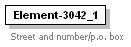 Element-3042_1
Street and number/p.o. box